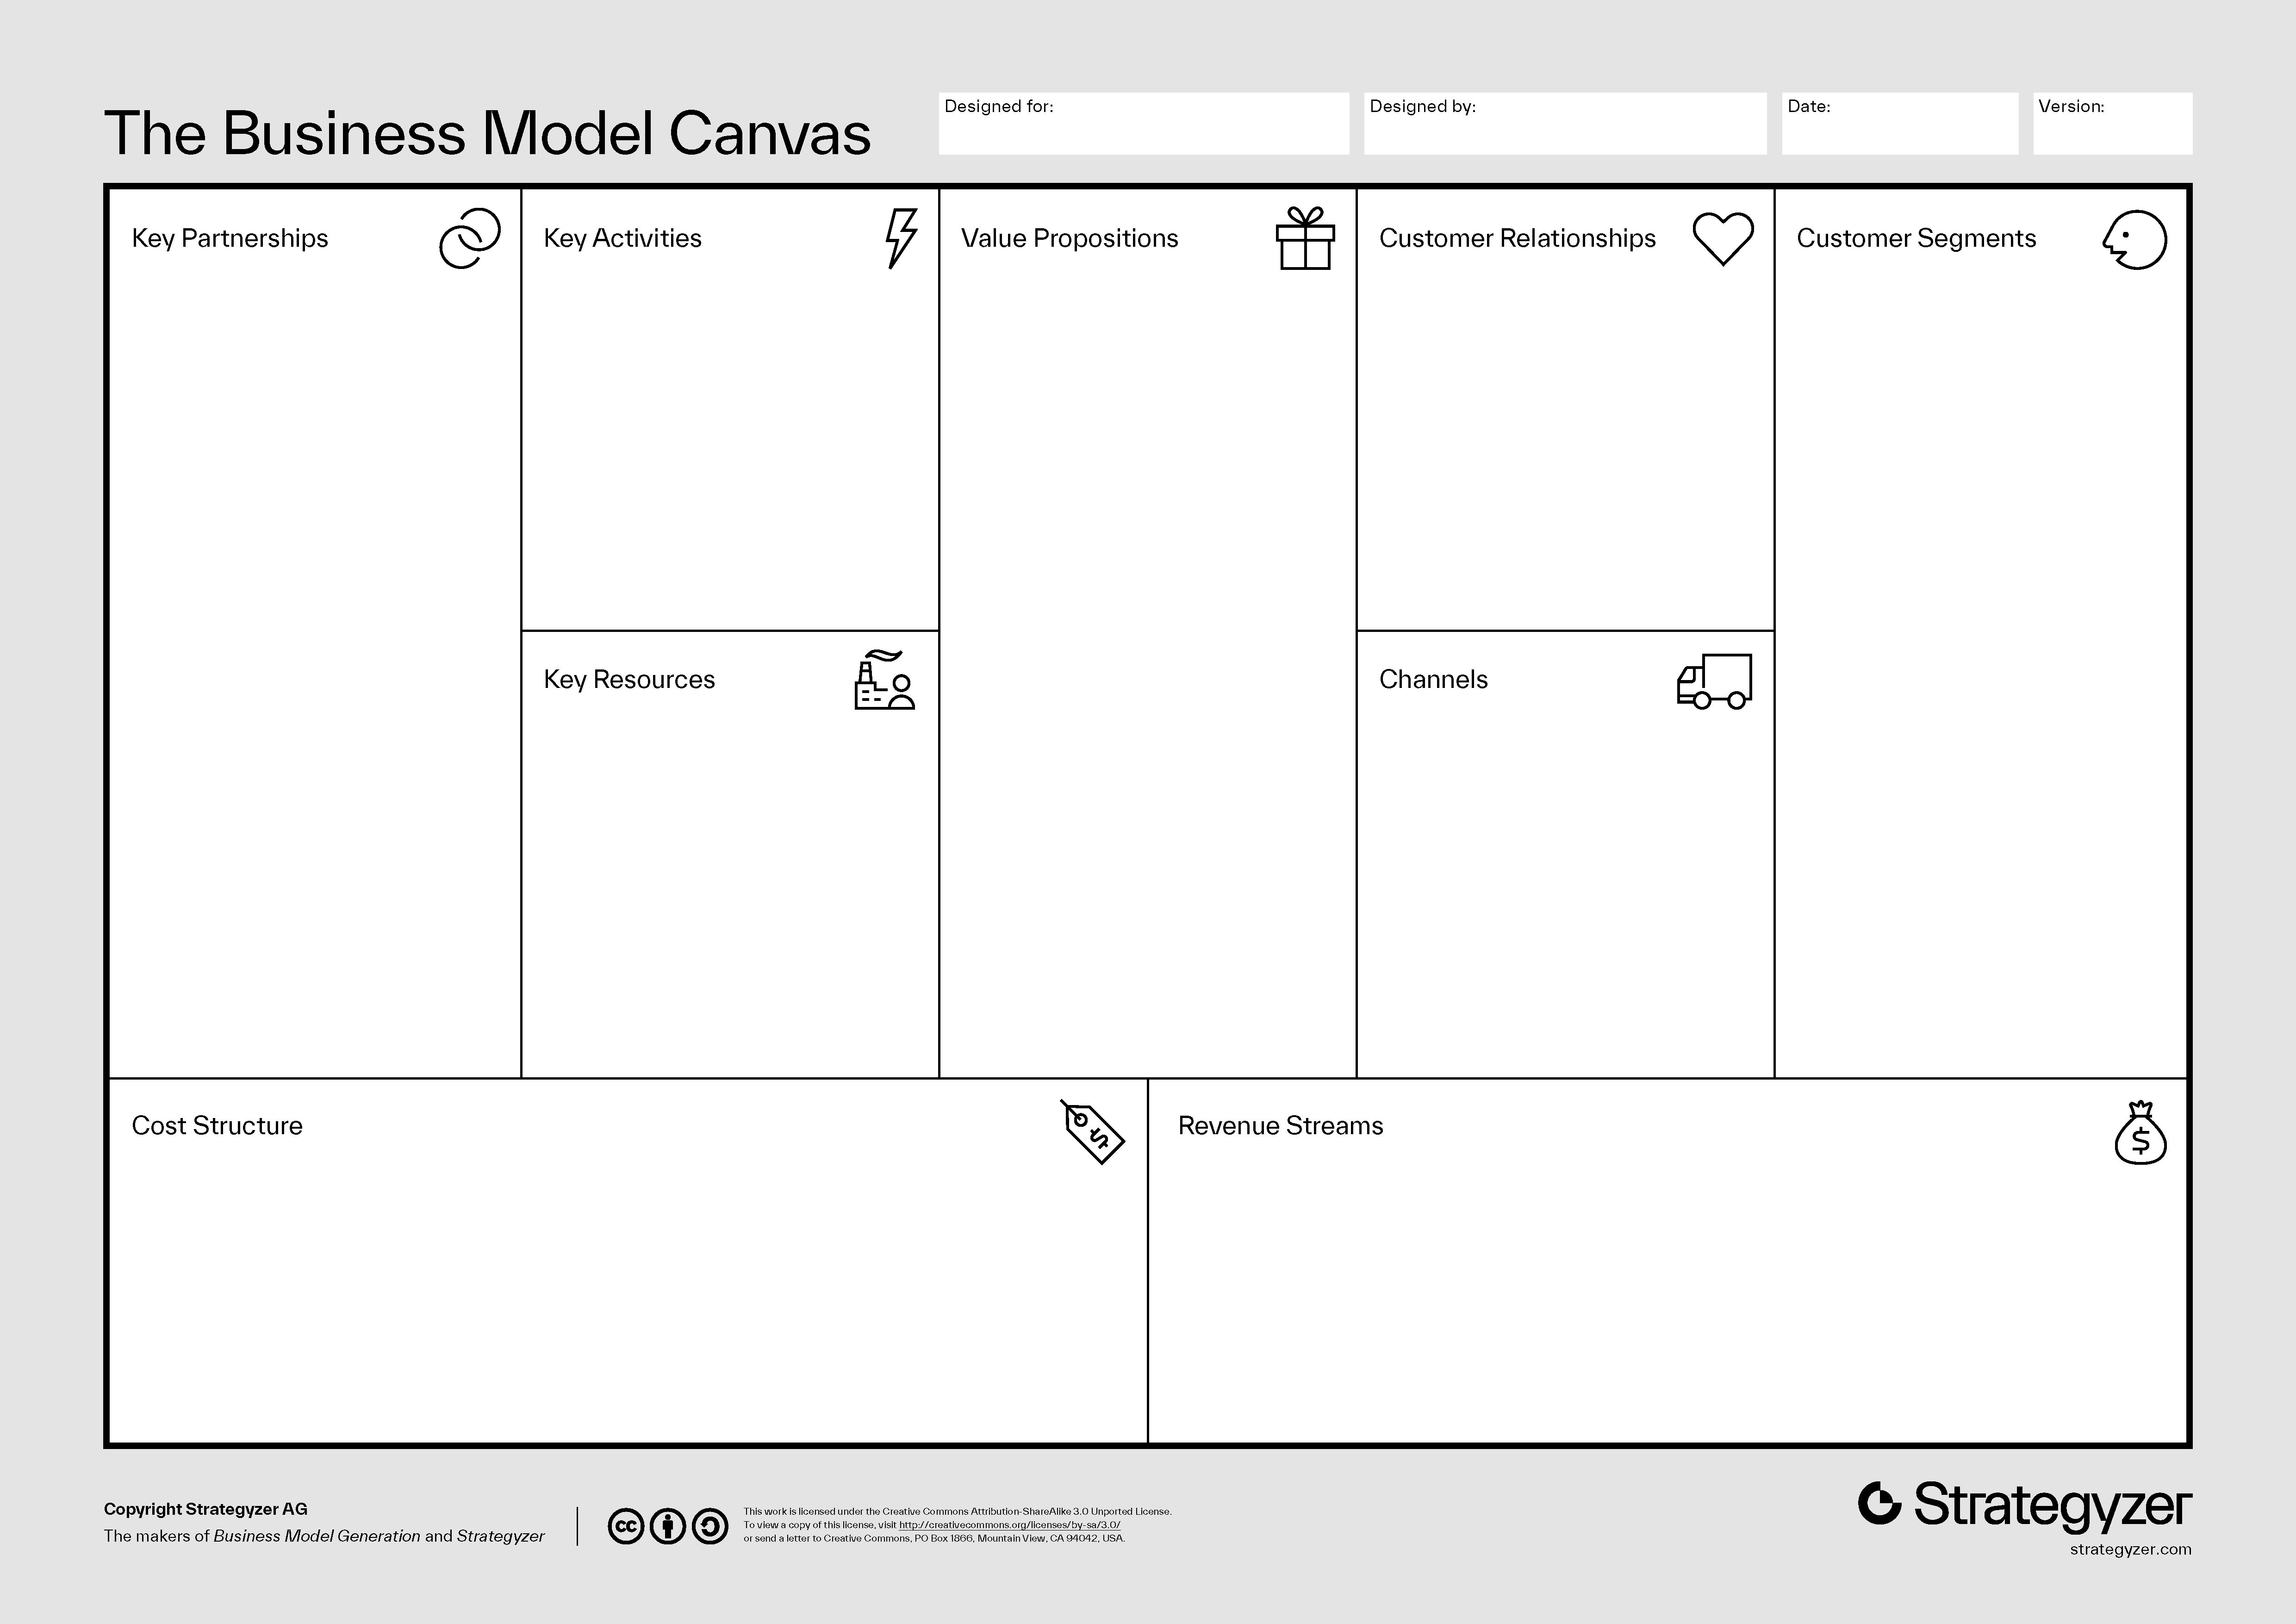 The Business Model Canvas
Designed for:
Designed by:
Date:
Version:
Key Partnerships
Key Activities
Value Propositions
Customer Relationships
Customer Segments
Key Resources
Channels
Cost Structure
$
Revenue Streams
$
Copyright Strategyzer AG
The makers of Business Model Generation and Strategyzer
cc
This work is licensed under the Creative Commons Attribution-ShareAlike 3.0 Unported License.
To view a copy of this license, visit http://creativecommons.org/licenses/by-sa/3.0/
or send a letter to Creative Commons, PO Box 1866, Mountain View, CA 94042, USA.
Strategyzer
strategyzer.com